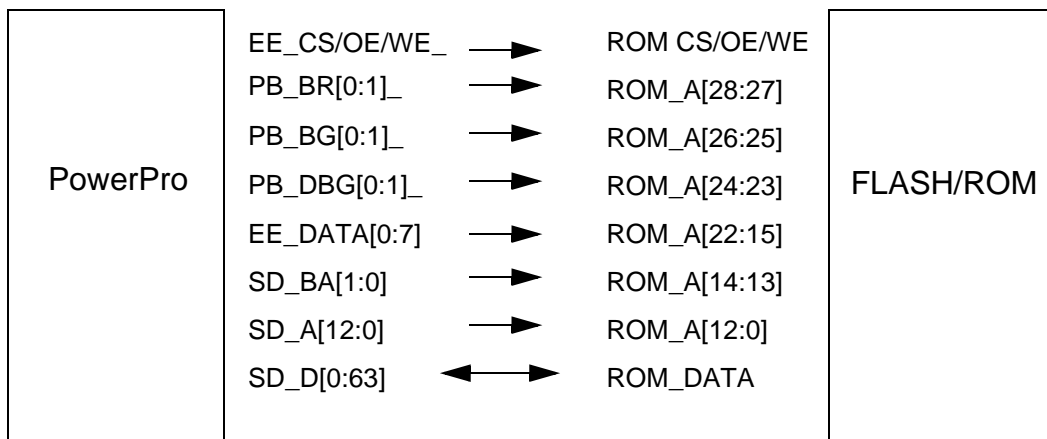 EE_CS/OE/WE_ ROM CS/OE/WE
PB_BR[0:1]_ ROM_A[28:27]
PB_BG[0:1]_ ROM_A[26:25]
PowerPro PB_DBG[0:1]_ ROM_A[24:23] FLASH/ROM
EE_DATA[0:7] ROM_A[22:15]
SD_BA[1:0] ROM_A[14:13]
SD_A[12:0] ROM_A[12:0]
SD_D[0:63] ROM_DATA